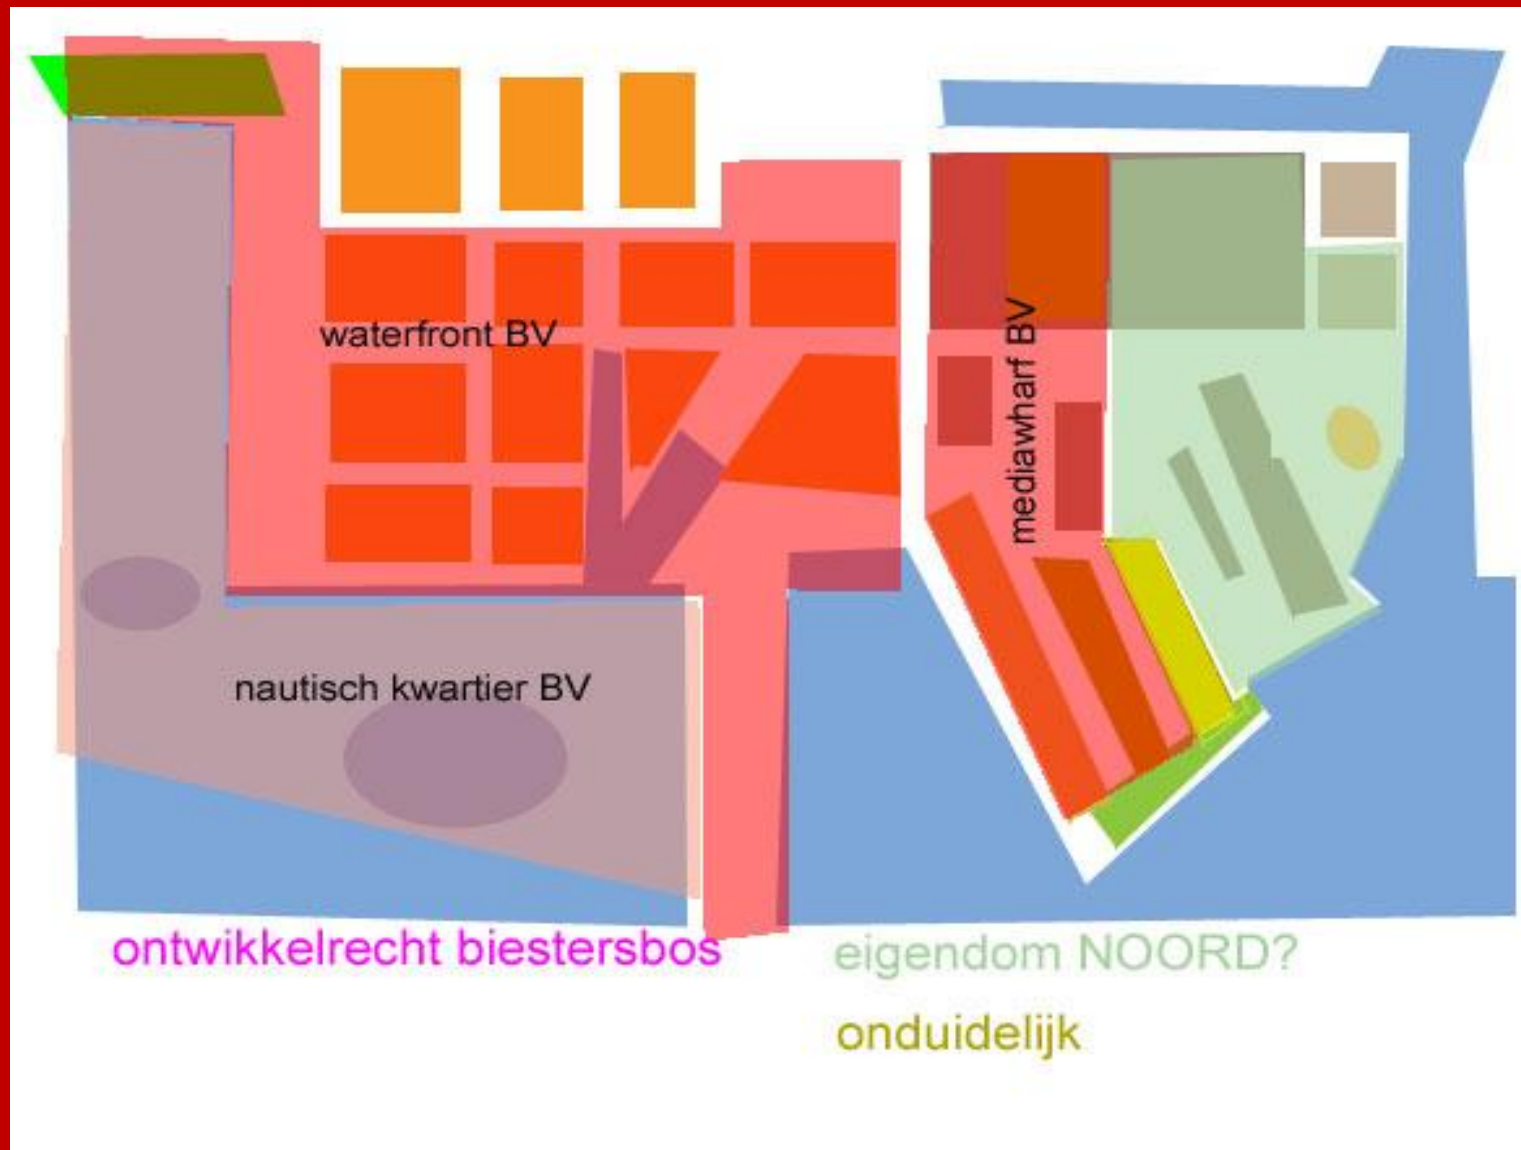 waterfront BV
mediawharf BV
nautisch kwartier BV
ontwikkelrecht biestersbos
eigendom NOORD?
onduidelijk